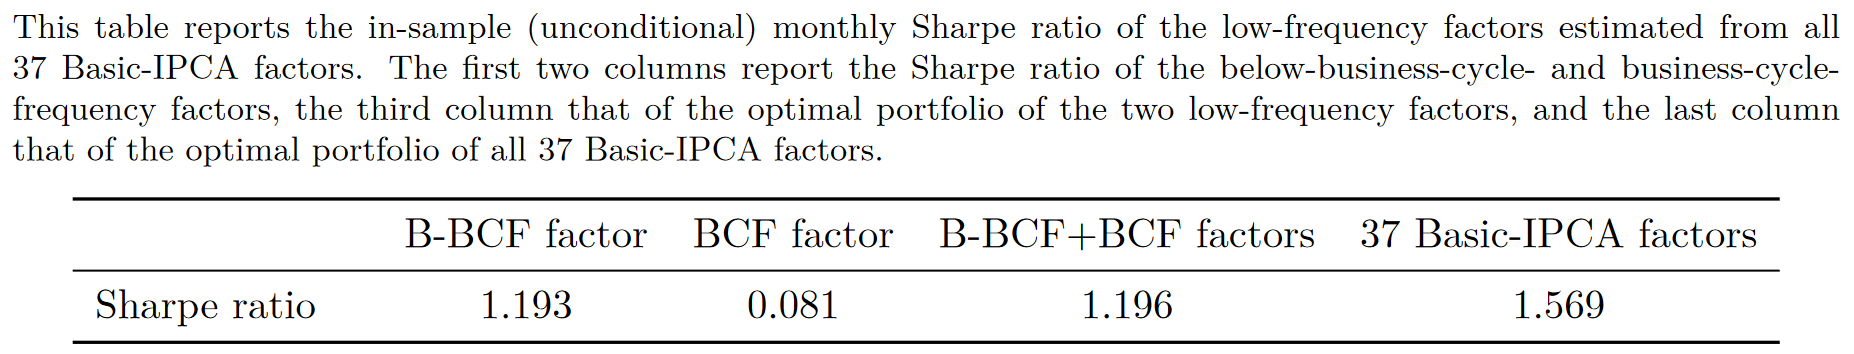 This table reports the in-sample (unconditional) monthly Sharpe ratio of the low-frequency factors estimated from all
37 Basic-IPCA factors. The first two columns report the Sharpe ratio of the below-business-cycle- and business-cycle-
frequency factors, the third column that of the optimal portfolio of the two low-frequency factors, and the last column
that of the optimal portfolio of all 37 Basic-IPCA factors.
B-BCF factor BCF factor B-BCF+BCF factors 37 Basic-IPCA factors
Sharpe ratio 1.193 0.081 1.196 1.569